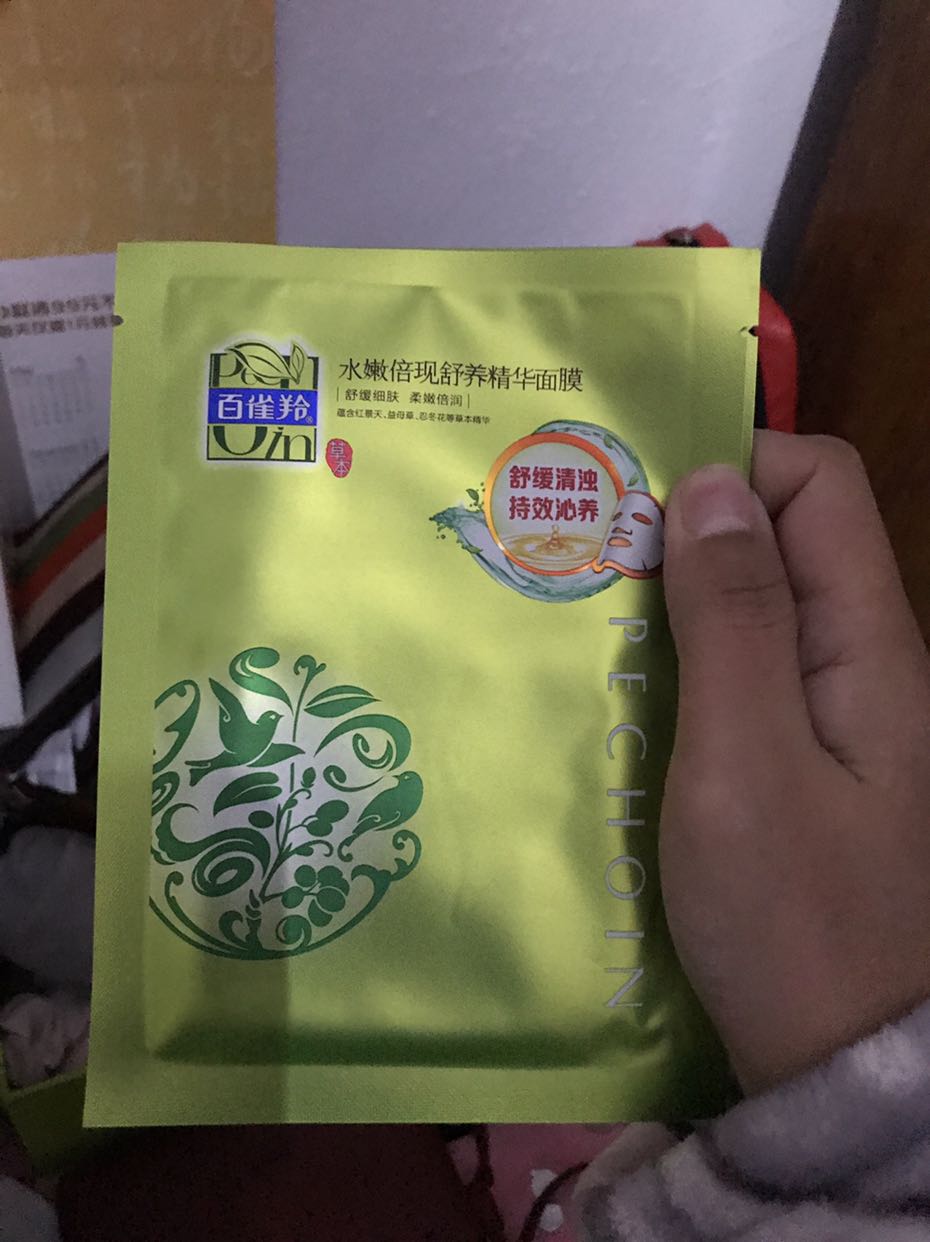 Pechoin
百雀羚®
草本
水嫩倍现舒养精华面膜
舒缓细肤 柔嫩倍润
蕴含红景天、益母草、忍冬花等草本精华
舒缓清浊
持效沁养
PECHOIN